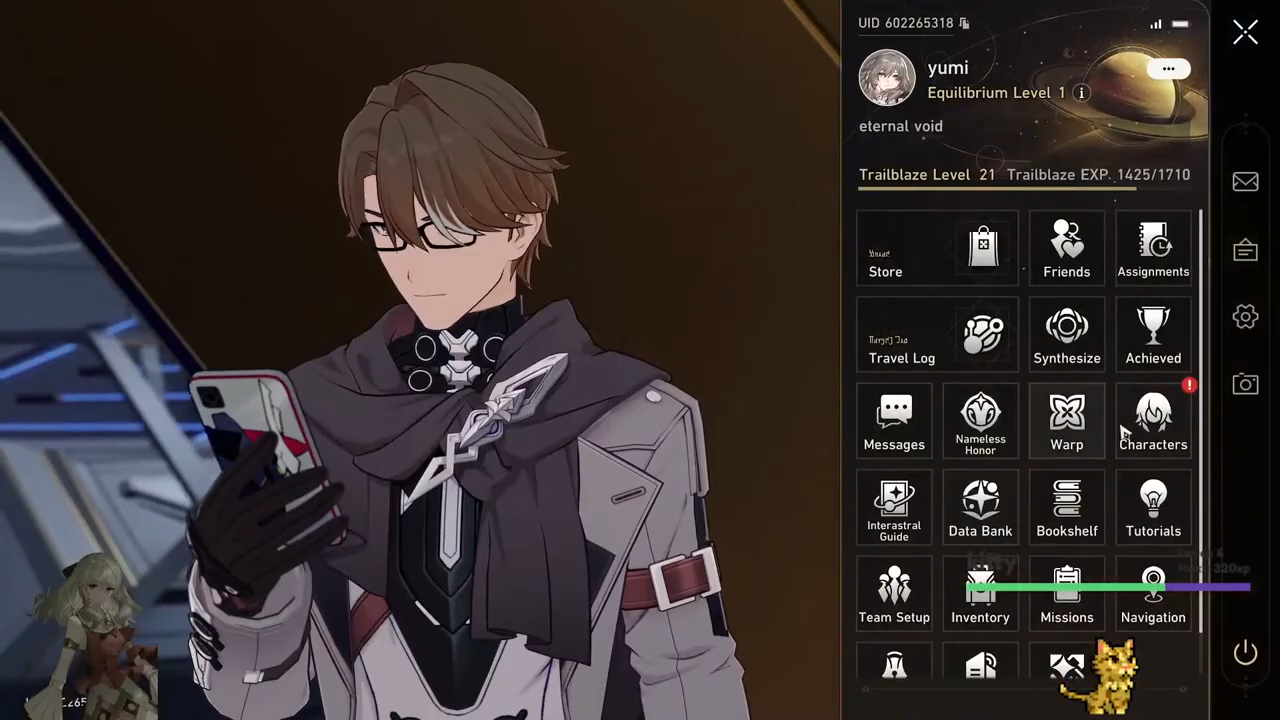 UID 602265318
yumi
Equilibrium Level 1
eternal void
Trailblaze Level 21 Trailblaze EXP. 1425/1710
Store
Friends
Assignments
Travel Log
Synthesize
Achieved
Messages
Nameless
Honor
Warp
Characters
Interastral
Guide
Data Bank
Bookshelf
Tutorials
kitty
Team Setup
Inventory
Missions
Navigation